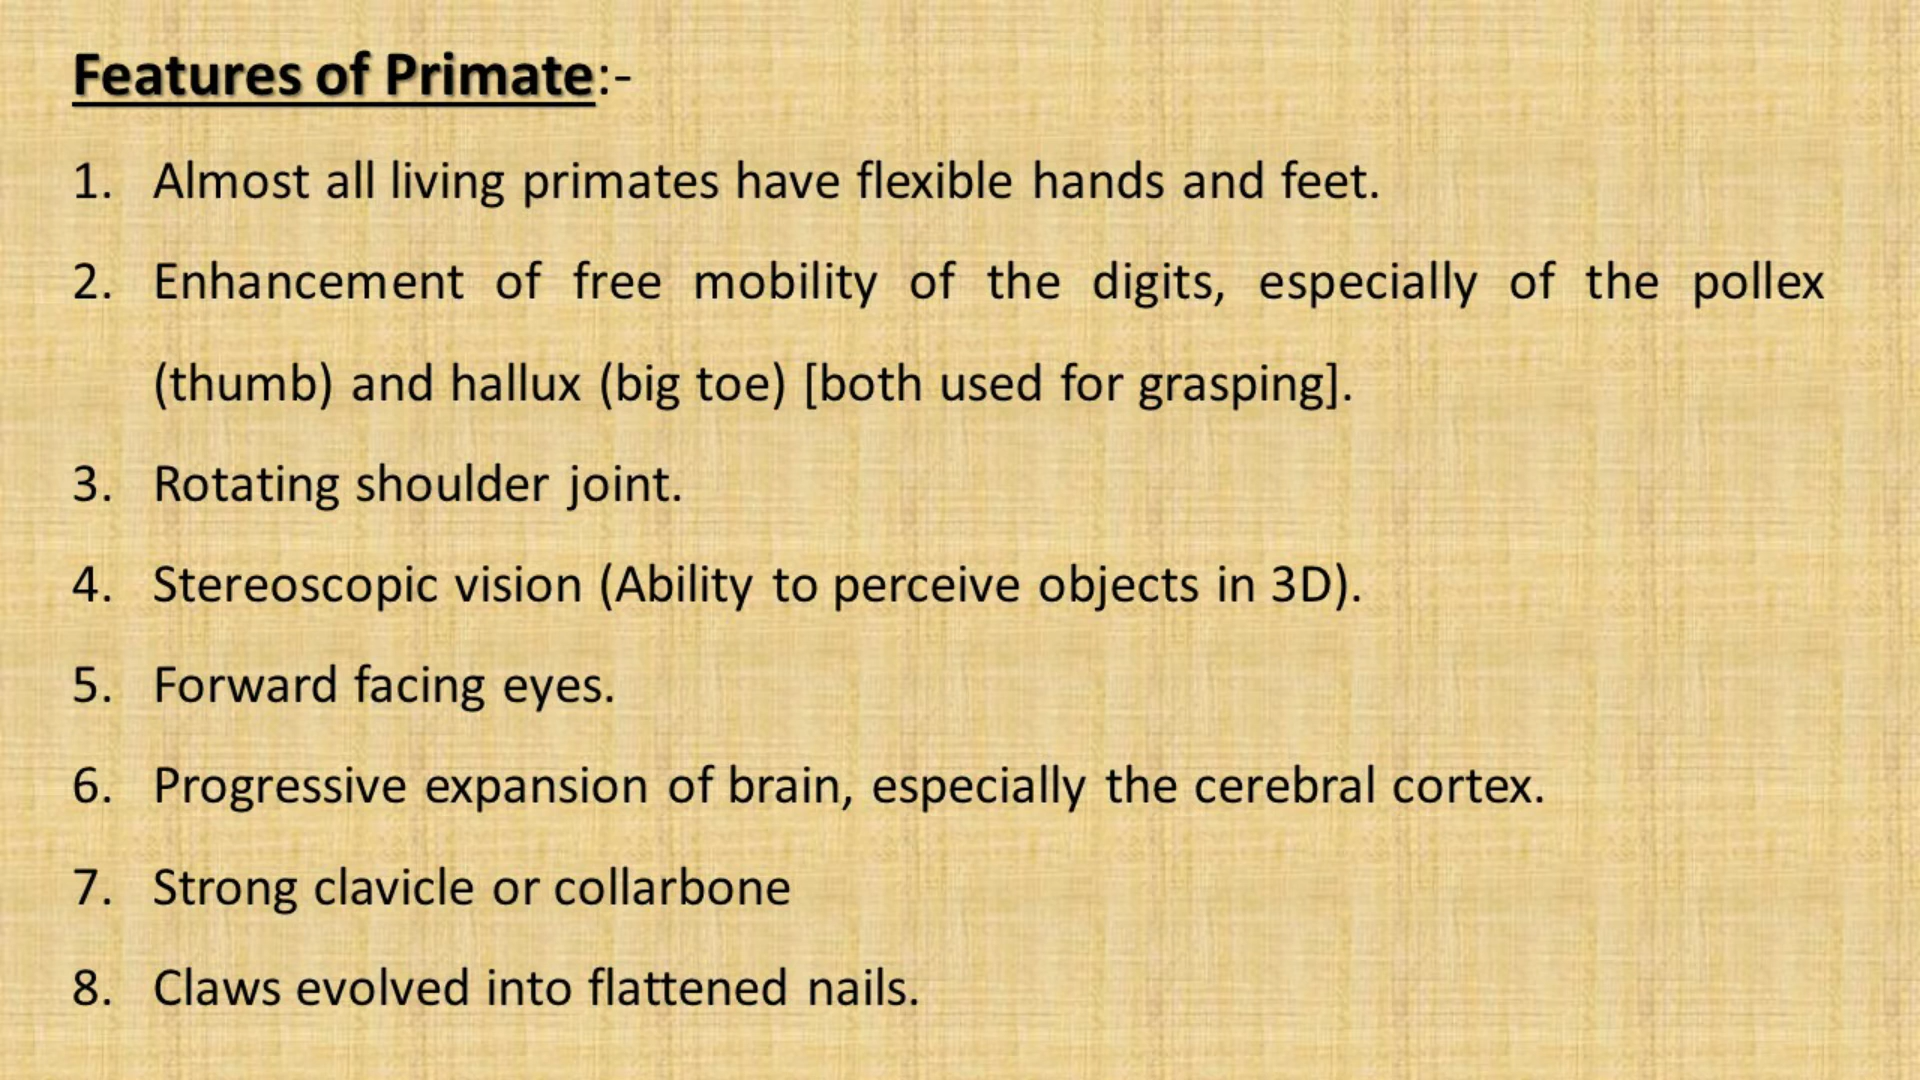 Features of Primate:-
1. Almost all living primates have flexible hands and feet.
2. Enhancement of free mobility of the digits, especially of the pollex
(thumb) and hallux (big toe) [both used for grasping].
3. Rotating shoulder joint.
4. Stereoscopic vision (Ability to perceive objects in 3D).
5. Forward facing eyes.
6. Progressive expansion of brain, especially the cerebral cortex.
7. Strong clavicle or collarbone
8. Claws evolved into flattened nails.